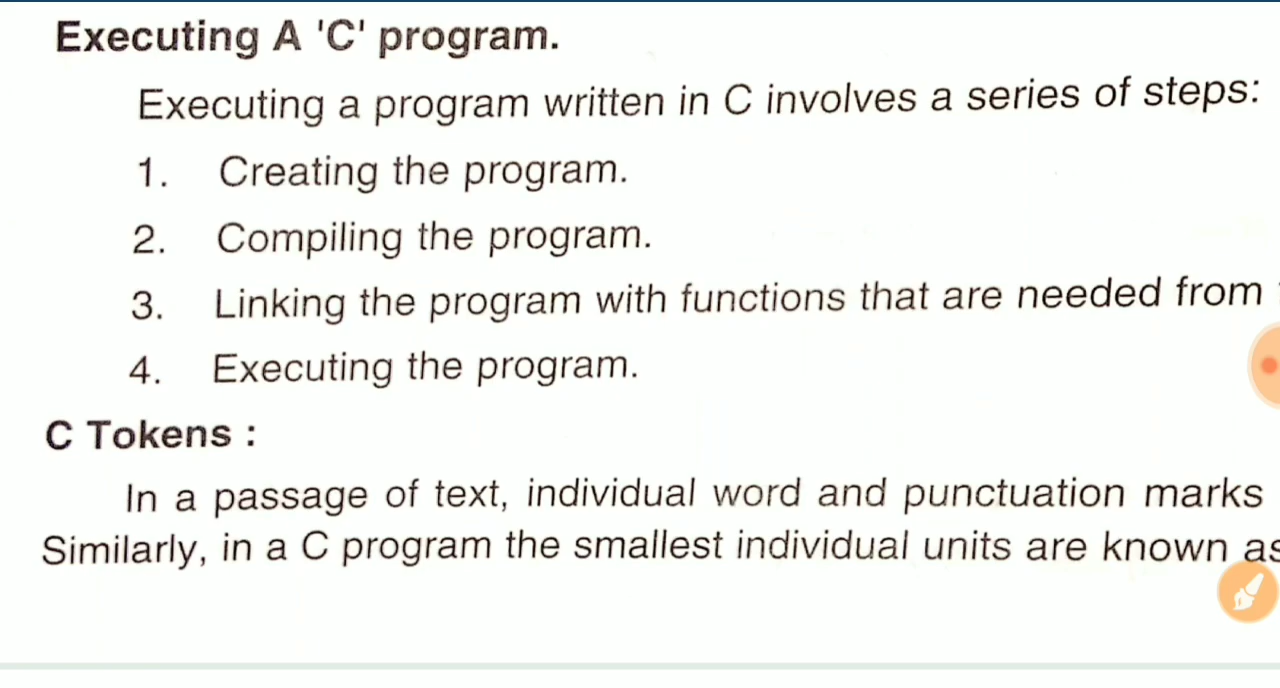 Executing A 'C' program.
Executing a program written in C involves a series of steps:
1. Creating the program.
2. Compiling the program.
3. Linking the program with functions that are needed from
4. Executing the program.
C Tokens :
In a passage of text, individual word and punctuation marks
Similarly, in a C program the smallest individual units are known as